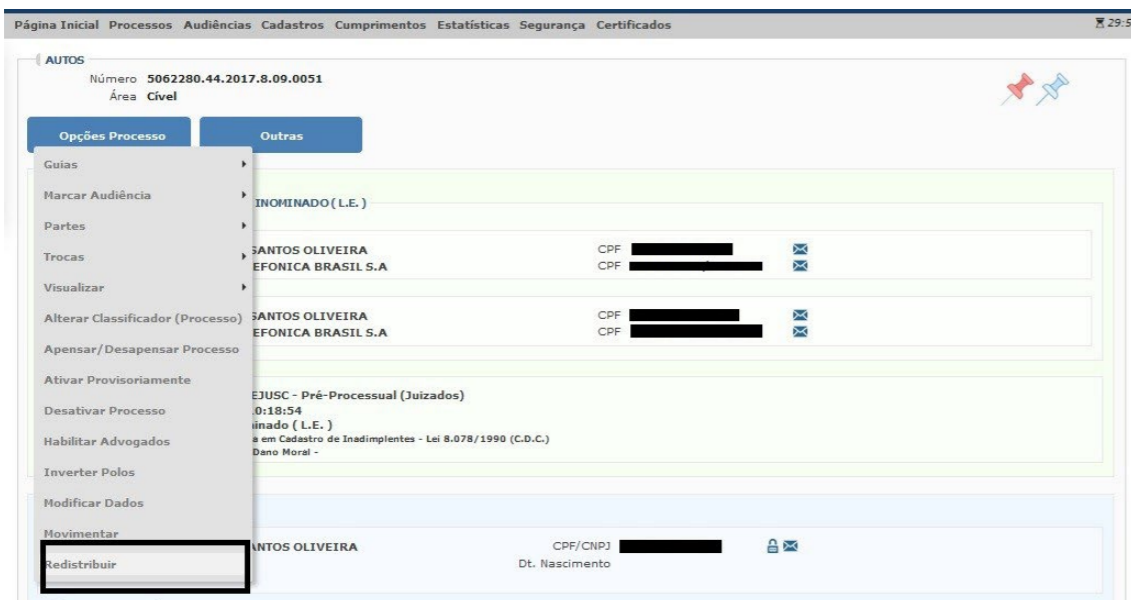 Página Inicial Processos Audiências Cadastros Cumprimentos Estatísticas Segurança Certificados 29:5
AUTOS
Número 5062280.44.2017.8.09.0051
Área Cível
Opções Processo Outras
Guias
Marcar Audiência
INOMINADO ( L.E. )
Partes
SANTOS OLIVEIRA CPF
Trocas
EFONICA BRASIL S.A CPF
Visualizar
Alterar Classificador (Processo) SANTOS OLIVEIRA CPF
EFONICA BRASIL S.A CPF
Apensar/Desapensar Processo
Ativar Provisoriamente
EJUSC - Pré-Processual (Juizados)
Desativar Processo 0:18:54
inado ( L.E. )
Habilitar Advogados a em Cadastro de Inadimplentes - Lei 8.078/1990 (C.D.C.)
Dano Moral -
Inverter Polos
Modificar Dados
Movimentar
ANTOS OLIVEIRA CPF/CNPJ
Redistribuir Dt. Nascimento